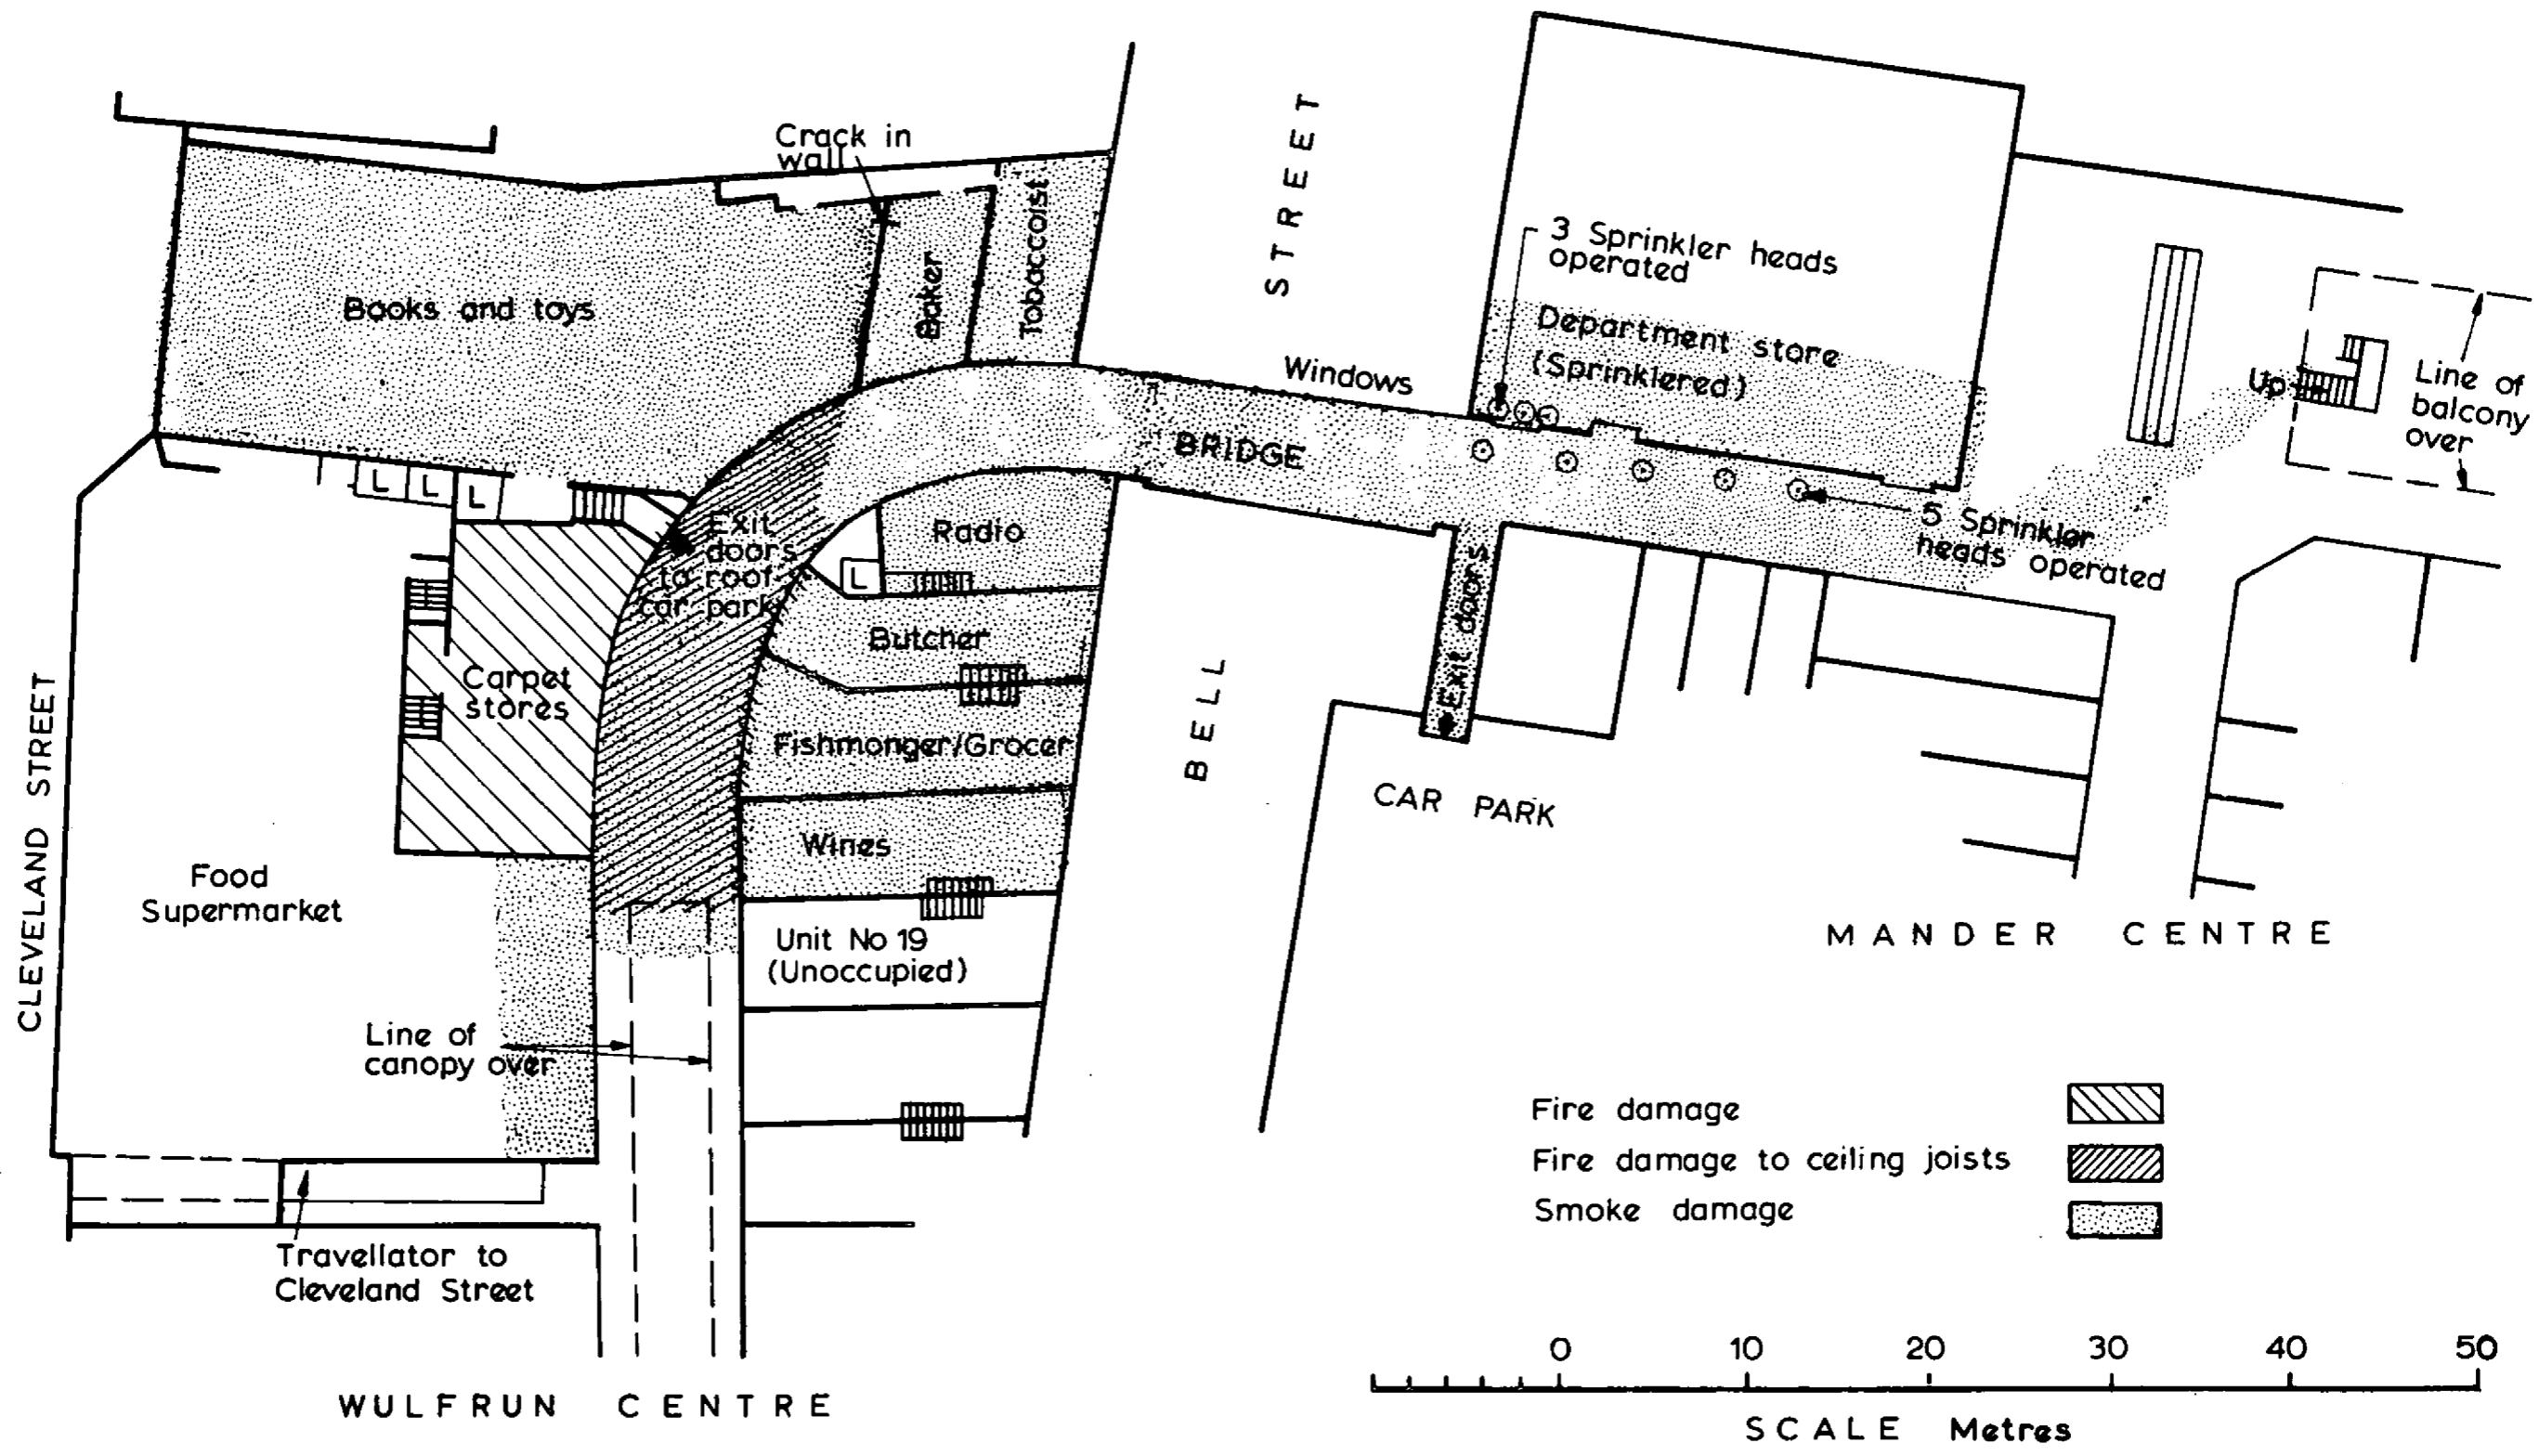 Crack in
wall
STREET
3 Sprinkler heads
operated
Books and toys
Baker
Tobaccoist
Department store
(Sprinklered)
Windows
Up
Line of
balcony
over
BRIDGE
L
L
L
Exit
doors
to roof
car park
Radio
L
5 Sprinkler
heads operated
Exit doors
Butcher
Carpet
stores
CLEVELAND STREET
BELL
Fishmonger/Grocer
CAR PARK
Wines
Food
Supermarket
Unit No 19
(Unoccupied)
MANDER CENTRE
Line of
canopy over
Fire damage
Fire damage to ceiling joists
Smoke damage
Travellator to
Cleveland Street
0 10 20 30 40 50
WULFRUN CENTRE
SCALE Metres